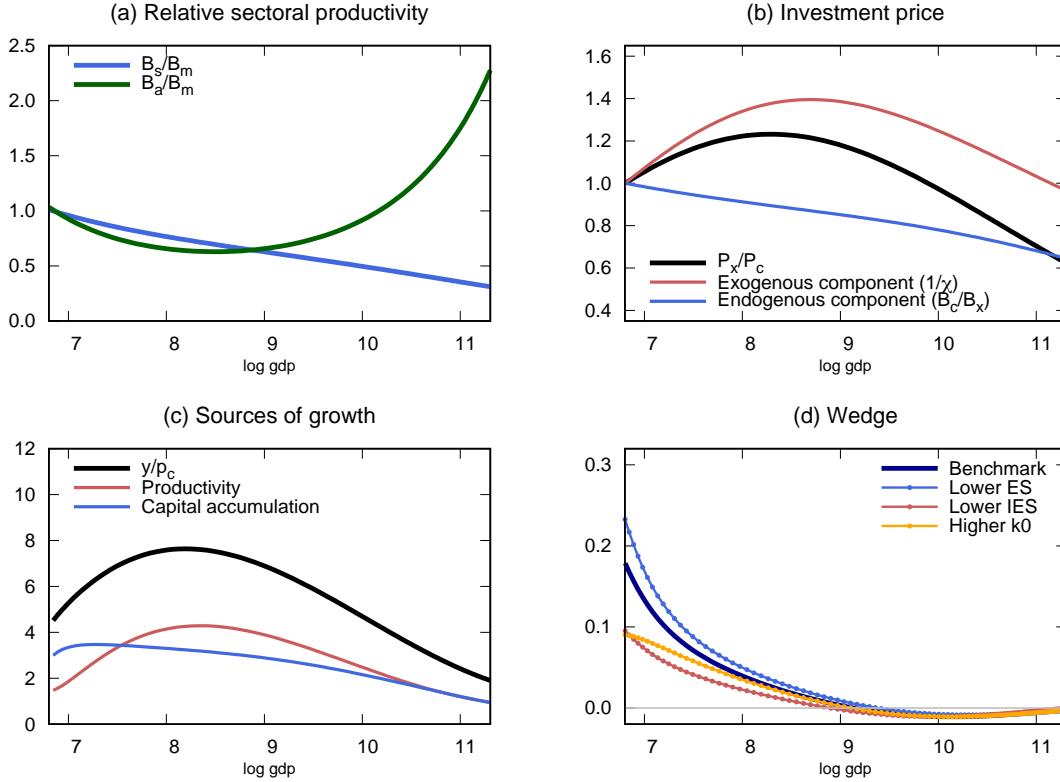 (a) Relative sectoral productivity
2.5
2.0
1.5
1.0
0.5
0.0
B_s/B_m
B_a/B_m
7 8 9 10 11
log gdp
(b) Investment price
1.6
1.4
1.2
1.0
0.8
0.6
0.4
P_x/P_c
Exogenous component (1/χ)
Endogenous component (B_c/B_x)
7 8 9 10 11
log gdp
(c) Sources of growth
12
10
8
6
4
2
0
y/p_c
Productivity
Capital accumulation
7 8 9 10 11
log gdp
(d) Wedge
0.3
0.2
0.1
0.0
Benchmark
Lower ES
Lower IES
Higher k0
7 8 9 10 11
log gdp